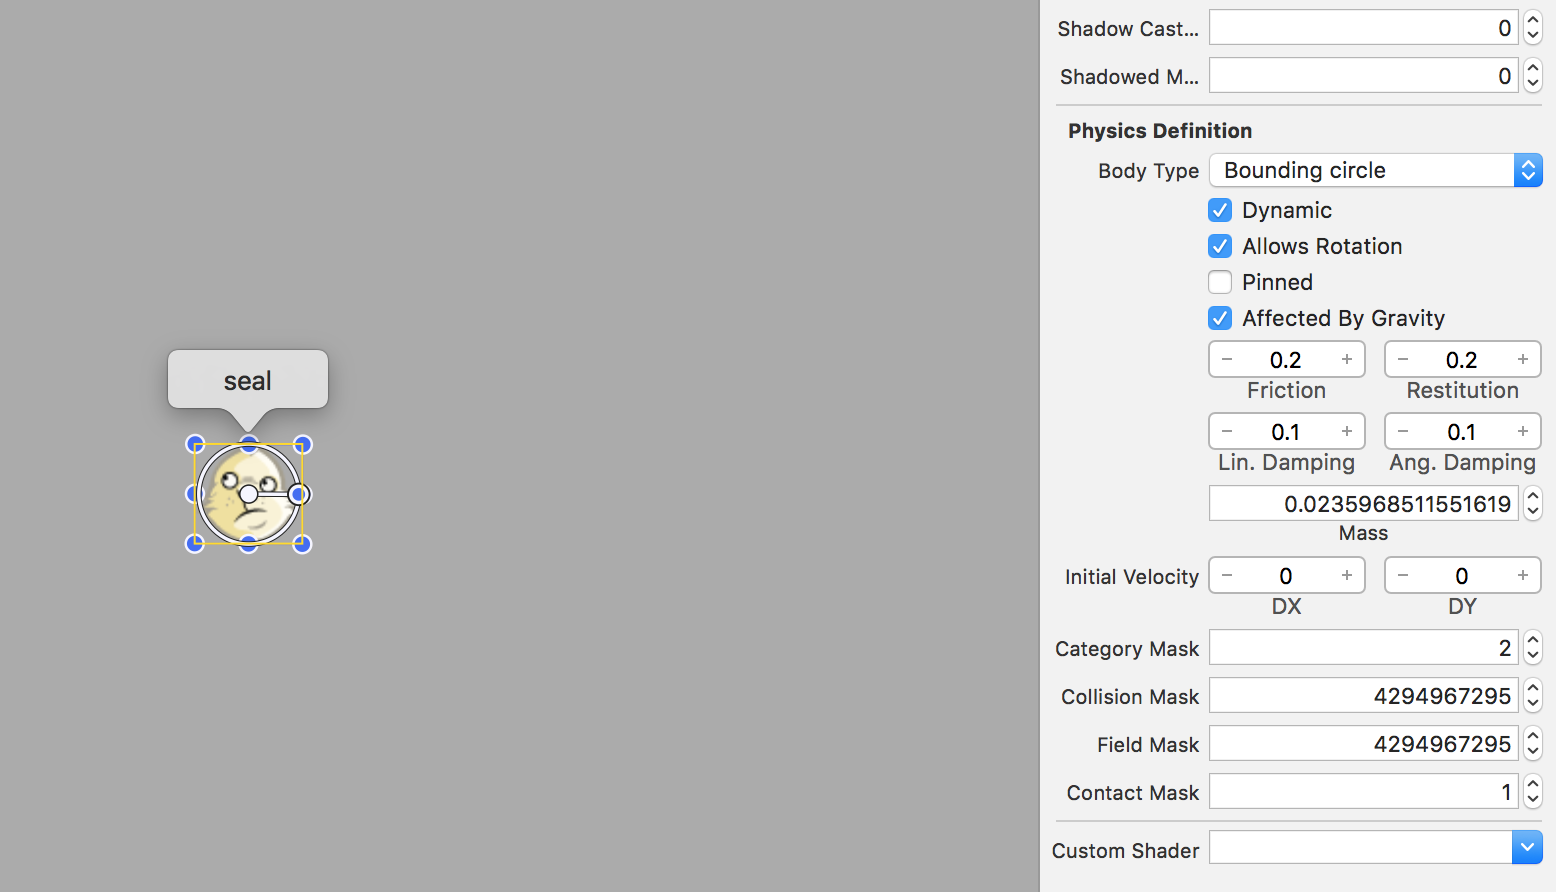 Shadow Cast... 0
Shadowed M... 0
Physics Definition
Body Type Bounding circle
Dynamic
Allows Rotation
Pinned
Affected By Gravity
− 0.2 + − 0.2 +
Friction Restitution
− 0.1 + − 0.1 +
Lin. Damping Ang. Damping
0.0235968511551619
Mass
Initial Velocity − 0 + − 0 +
DX DY
Category Mask 2
Collision Mask 4294967295
Field Mask 4294967295
Contact Mask 1
Custom Shader
seal